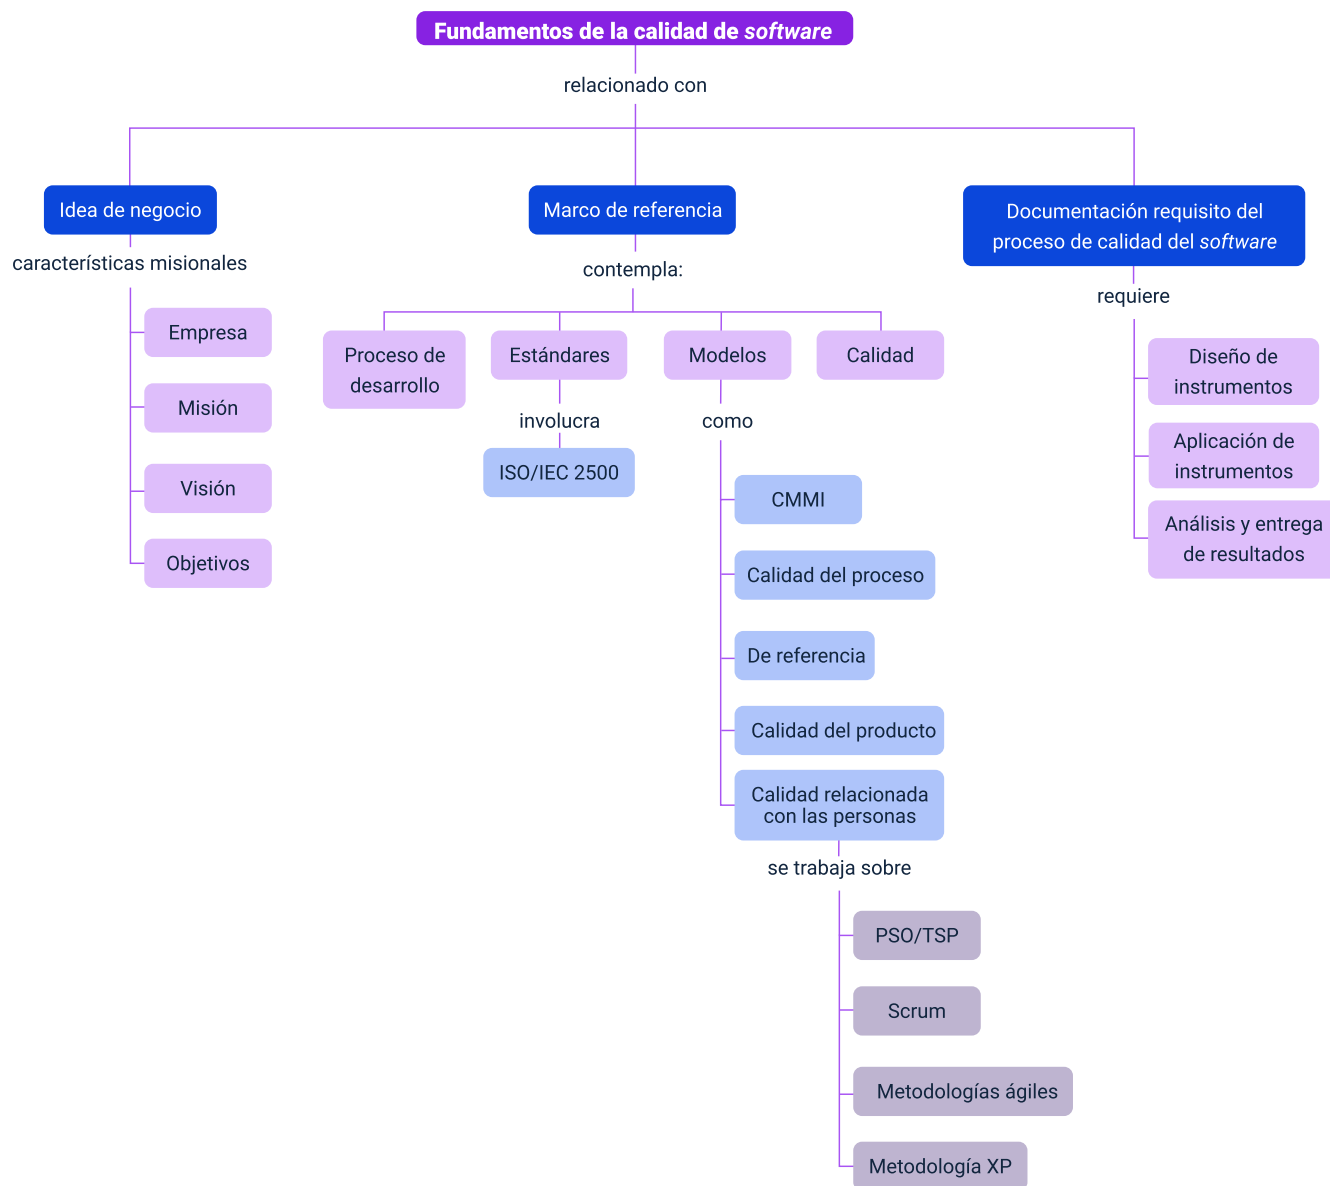 Fundamentos de la calidad de software
relacionado con
Idea de negocio
características misionales
Empresa
Misión
Visión
Objetivos
Marco de referencia
contempla:
Proceso de
desarrollo
Estándares
involucra
ISO/IEC 2500
Modelos
como
CMMI
Calidad del proceso
De referencia
Calidad del producto
Calidad relacionada
con las personas
se trabaja sobre
PSO/TSP
Scrum
Metodologías ágiles
Metodología XP
Calidad
Documentación requisito del
proceso de calidad del software
requiere
Diseño de
instrumentos
Aplicación de
instrumentos
Análisis y entrega
de resultados